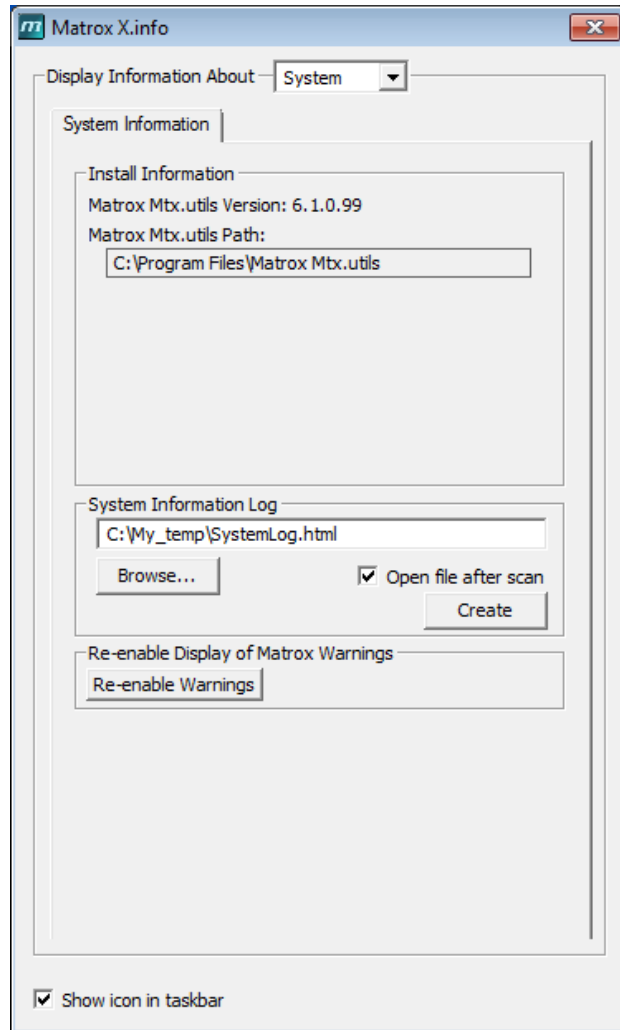 m Matrox X.info
Display Information About System
System Information
Install Information
Matrox Mtx.utils Version: 6.1.0.99
Matrox Mtx.utils Path:
C:\Program Files\Matrox Mtx.utils
System Information Log
C:\My_temp\SystemLog.html
Browse... Open file after scan
Create
Re-enable Display of Matrox Warnings
Re-enable Warnings
Show icon in taskbar